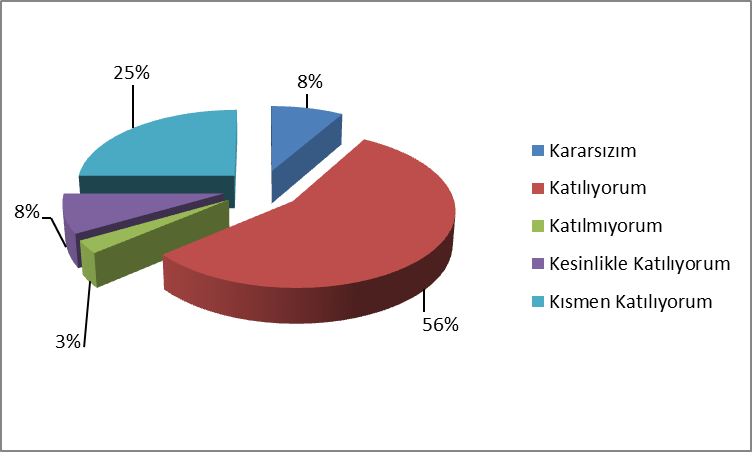 25%
8%
8%
3%
56%
Kararsızım
Katılıyorum
Katılmıyorum
Kesinlikle Katılıyorum
Kısmen Katılıyorum